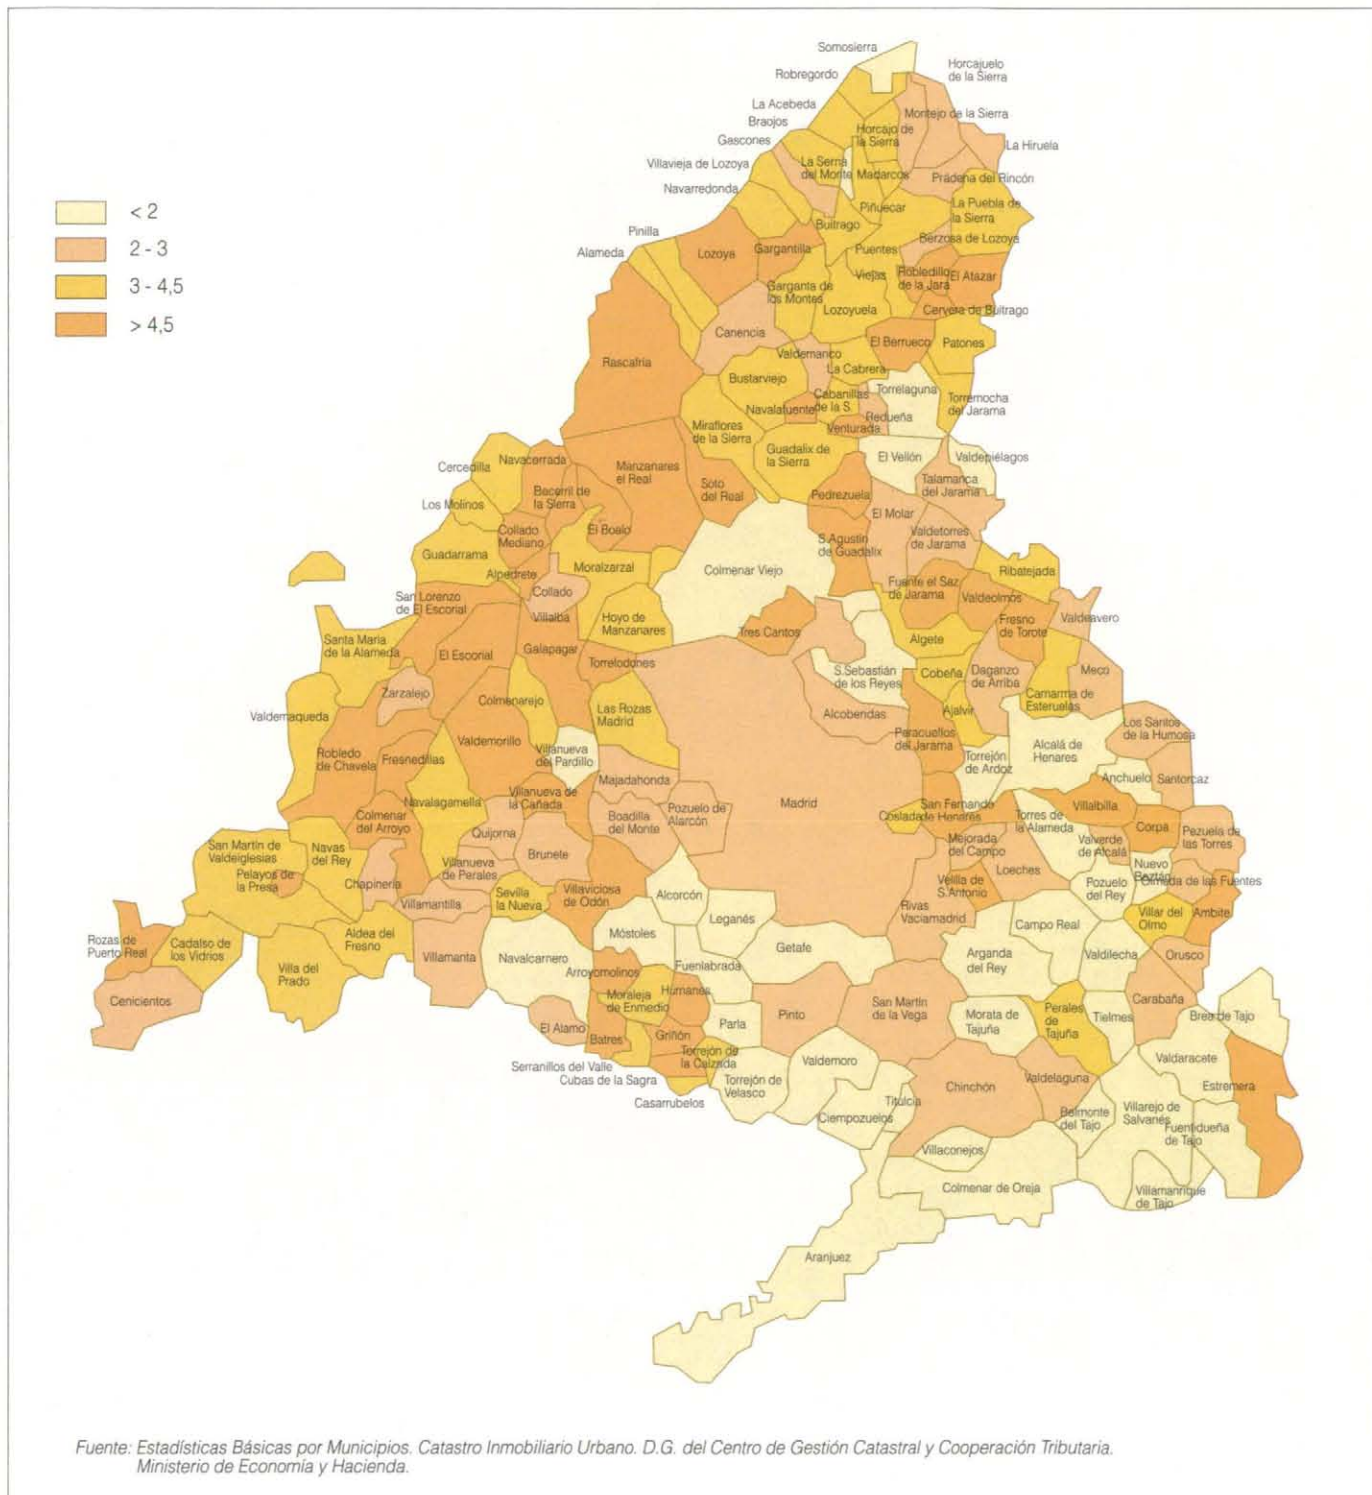 Somosierra
Horcajuelo
de la Sierra
Robregordo
La Acebeda
Montejo de la Sierra
Braojos
Horcajo de
la Sierra
Gascones
La Hiruela
Villavieja de Lozoya
La Serna
del Monte
Madarcos
Prádena del Rincón
Navarredonda
La Puebla de
la Sierra
Piñuecar
Buitrago
< 2
2 - 3
3 - 4,5
> 4,5
Pinilla
Alameda
Lozoya
Gargantilla
Puentes
Viejas
Berzosa de Lozoya
Robledillo
de la Jara
El Atazar
Garganta de
los Montes
Lozoyuela
Cervera de Buitrago
Canencia
El Berrueco
Patones
Rascafría
Valdemanco
La Cabrera
Bustarviejo
Torrelaguna
Cabanillas
de la S.
Torremocha
del Jarama
Navalafuente
Redueña
Venturada
Miraflores
de la Sierra
Guadalix de
la Sierra
El Vellón
Valdepiélagos
Cercedilla
Navacerrada
Manzanares
el Real
Soto
del Real
Talamanca
del Jarama
Becerril de
la Sierra
Pedrezuela
Los Molinos
El Molar
Collado
Mediano
El Boalo
Valdetorres
de Jarama
S.Agustín
de Guadalix
Guadarrama
Moralzarzal
Colmenar Viejo
Ribatejada
Alpedrete
Collado
Villalba
Fuente el Saz
de Jarama
Valdeolmos
San Lorenzo
de El Escorial
Hoyo de
Manzanares
Tres Cantos
Fresno
de Torote
Valdeavero
Santa María
de la Alameda
El Escorial
Galapagar
Torrelodones
Algete
S.Sebastián
de los Reyes
Cobeña
Daganzo
de Arriba
Meco
Zarzalejo
Colmenarejo
Las Rozas
Madrid
Camarma de
Esteruelas
Valdemaqueda
Alcobendas
Ajalvir
Paracuellos
del Jarama
Los Santos
de la Humosa
Robledo
de Chavela
Fresnedillas
Valdemorillo
Villanueva
del Pardillo
Alcalá de
Henares
Torrejón
de Ardoz
Majadahonda
Anchuelo
Santorcaz
Navalagamella
Villanueva de
la Cañada
Madrid
Colmenar
del Arroyo
Boadilla
del Monte
Pozuelo de
Alarcón
San Fernando
de Henares
Coslada
Torres de
la Alameda
Villalbilla
Corpa
Pezuela de
las Torres
Quijorna
San Martín de
Valdeiglesias
Navas
del Rey
Brunete
Mejorada
del Campo
Valverde
de Alcalá
Pelayos de
la Presa
Chapinería
Villanueva
de Perales
Loeches
Nuevo
Baztán
Olmeda de las Fuentes
Velilla de
S.Antonio
Pozuelo
del Rey
Villamantilla
Sevilla
la Nueva
Villaviciosa
de Odón
Alcorcón
Rivas
Vaciamadrid
Villar del
Olmo
Ambite
Rozas de
Puerto Real
Cadalso de
los Vidrios
Aldea del
Fresno
Móstoles
Leganés
Campo Real
Getafe
Arganda
del Rey
Valdilecha
Orusco
Villamanta
Navalcarnero
Fuenlabrada
Villa del
Prado
Arroyomolinos
Cenicientos
Moraleja
de Enmedio
Humanes
Carabaña
San Martín
de la Vega
Perales
de
Tajuña
Morata de
Tajuña
Tielmes
Brea de Tajo
El Alamo
Parla
Pinto
Batres
Griñón
Torrejón de
la Calzada
Valdemoro
Valdaracete
Serranillos del Valle
Cubas de la Sagra
Torrejón de
Velasco
Chinchón
Valdelaguna
Estremera
Casarrubelos
Titulcia
Ciempozuelos
Belmonte
del Tajo
Villarejo de
Salvanés
Fuentidueña
de Tajo
Villaconejos
Colmenar de Oreja
Villamanrique
de Tajo
Aranjuez
Fuente: Estadísticas Básicas por Municipios. Catastro Inmobiliario Urbano. D.G. del Centro de Gestión Catastral y Cooperación Tributaria.
Ministerio de Economía y Hacienda.